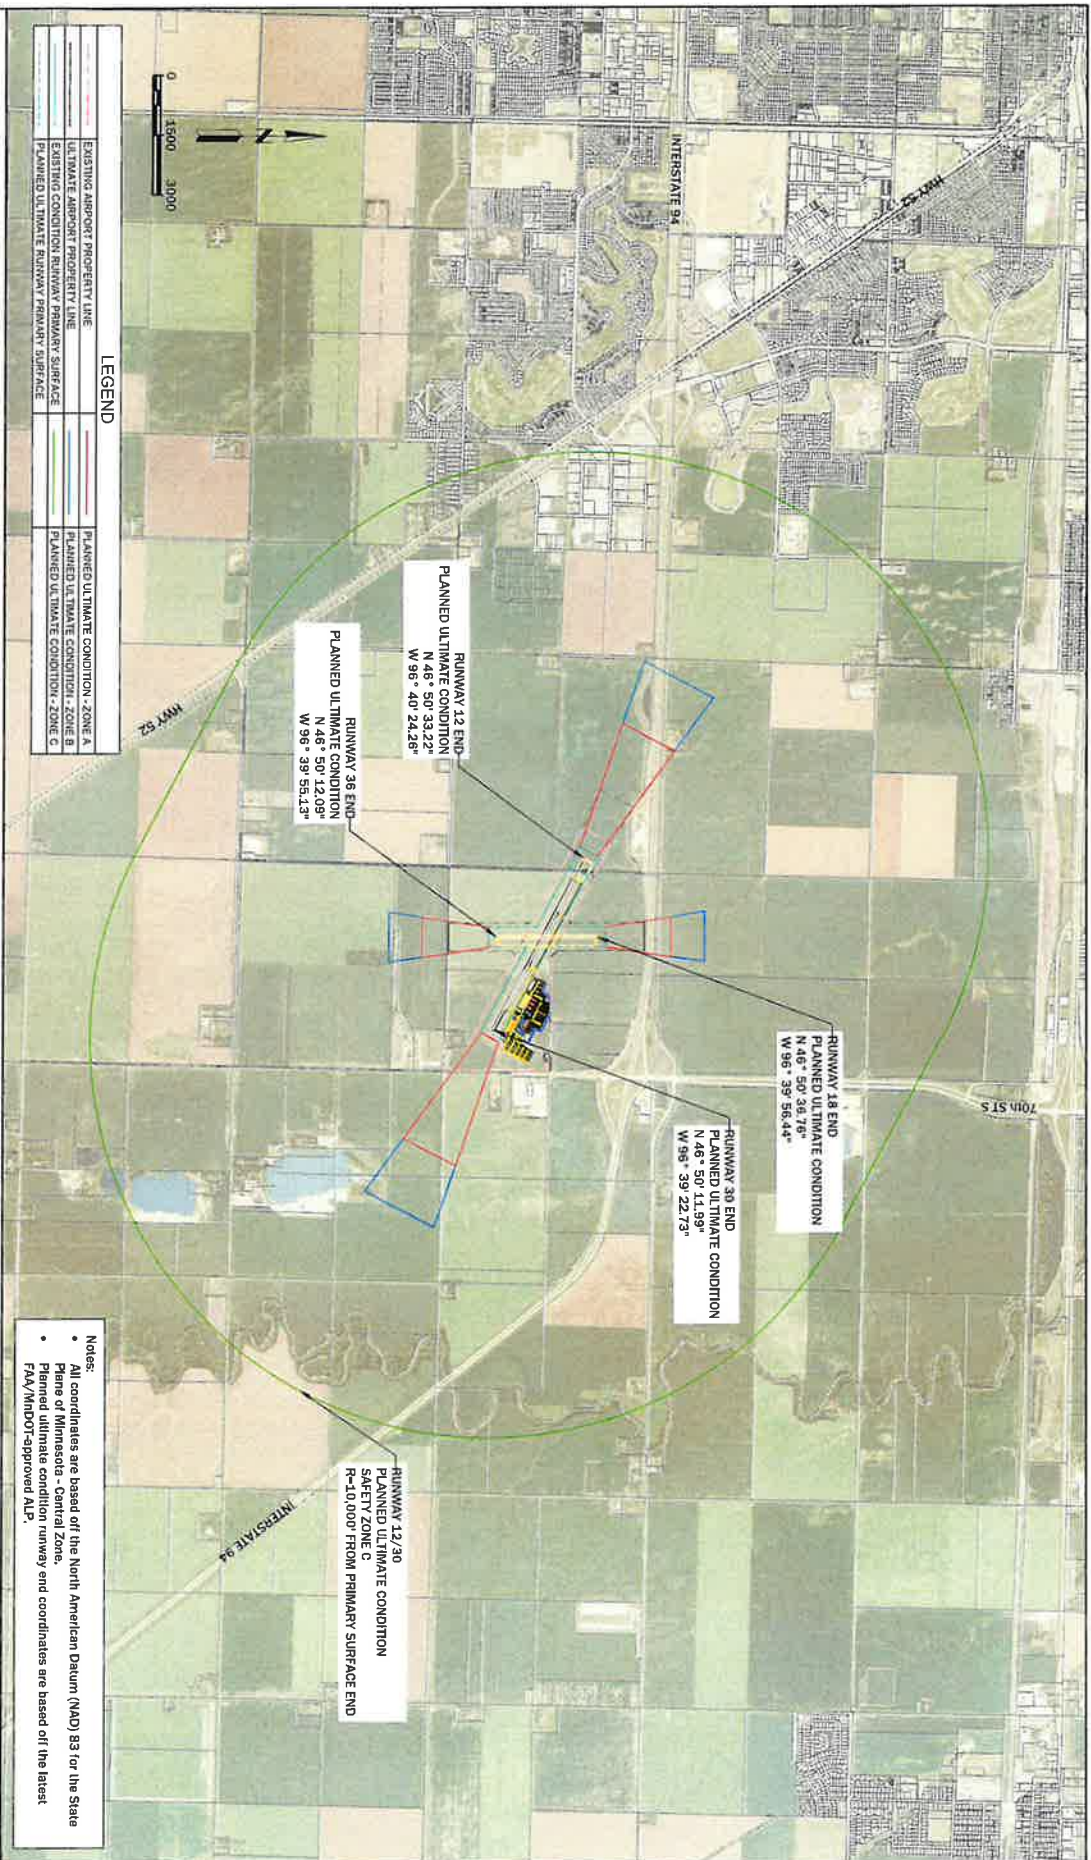 INTERSTATE 94
HWY 52
RUNWAY 12 END
PLANNED ULTIMATE CONDITION
N 46° 50' 33.22"
W 96° 40' 24.26"
RUNWAY 36 END
PLANNED ULTIMATE CONDITION
N 46° 50' 12.09"
W 96° 39' 55.13"
RUNWAY 18 END
PLANNED ULTIMATE CONDITION
N 46° 50' 36.76"
W 96° 39' 56.44"
RUNWAY 30 END
PLANNED ULTIMATE CONDITION
N 46° 50' 11.99"
W 96° 39' 22.73"
70th ST S
HWY 52
INTERSTATE 94
RUNWAY 12/30
PLANNED ULTIMATE CONDITION
SAFETY ZONE C
R=10,000' FROM PRIMARY SURFACE END
0 1500 3000
LEGEND
EXISTING AIRPORT PROPERTY LINE
ULTIMATE AIRPORT PROPERTY LINE
EXISTING CONDITION RUNWAY PRIMARY SURFACE
PLANNED ULTIMATE RUNWAY PRIMARY SURFACE
PLANNED ULTIMATE CONDITION - ZONE A
PLANNED ULTIMATE CONDITION - ZONE B
PLANNED ULTIMATE CONDITION - ZONE C
Notes:
• All coordinates are based off the North American Datum (NAD) 83 for the State
Plane of Minnesota - Central Zone.
• Planned ultimate condition runway end coordinates are based off the latest
FAA/MnDOT-approved ALP.